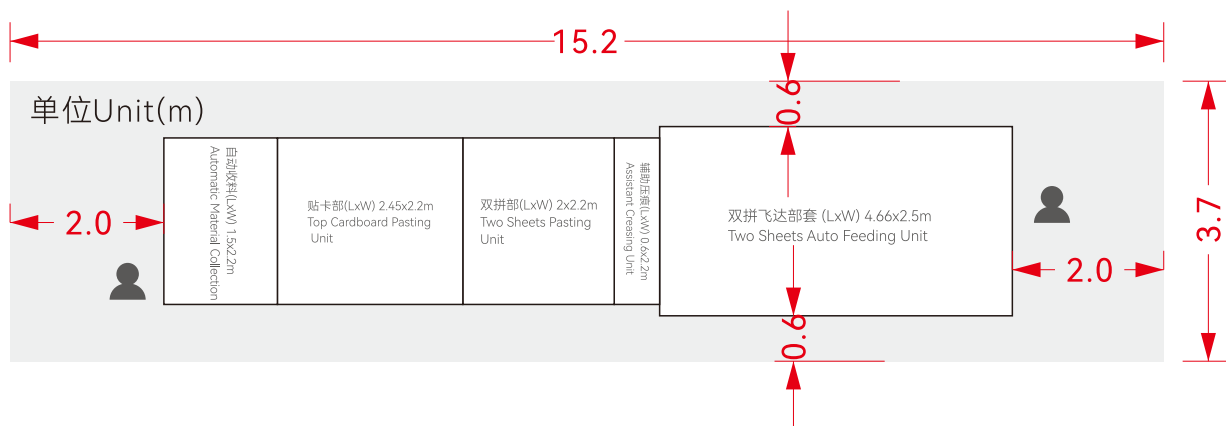 15.2
单位Unit(m)
0.6
自动收料(LxW) 1.5x2.2m
Automatic Material Collection
贴卡部(LxW) 2.45x2.2m
Top Cardboard Pasting
Unit
双拼部(LxW) 2x2.2m
Two Sheets Pasting
Unit
辅助压痕(LxW) 0.6x2.2m
Assistant Creasing Unit
双拼飞达部套 (LxW) 4.66x2.5m
Two Sheets Auto Feeding Unit
2.0
2.0
3.7
0.6